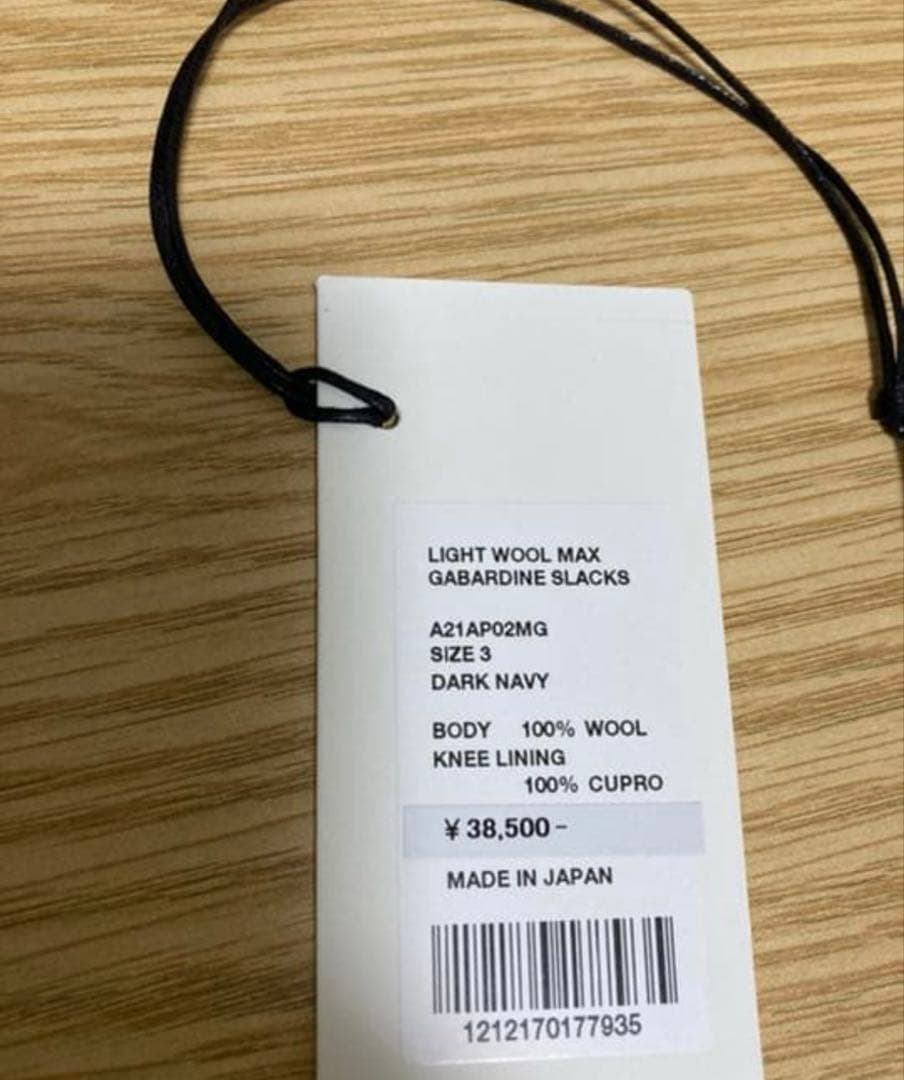 LIGHT WOOL MAX
GABARDINE SLACKS
A21AP02MG
SIZE 3
DARK NAVY
BODY 100% WOOL
KNEE LINING
100% CUPRO
¥ 38,500 -
MADE IN JAPAN
1212170177935